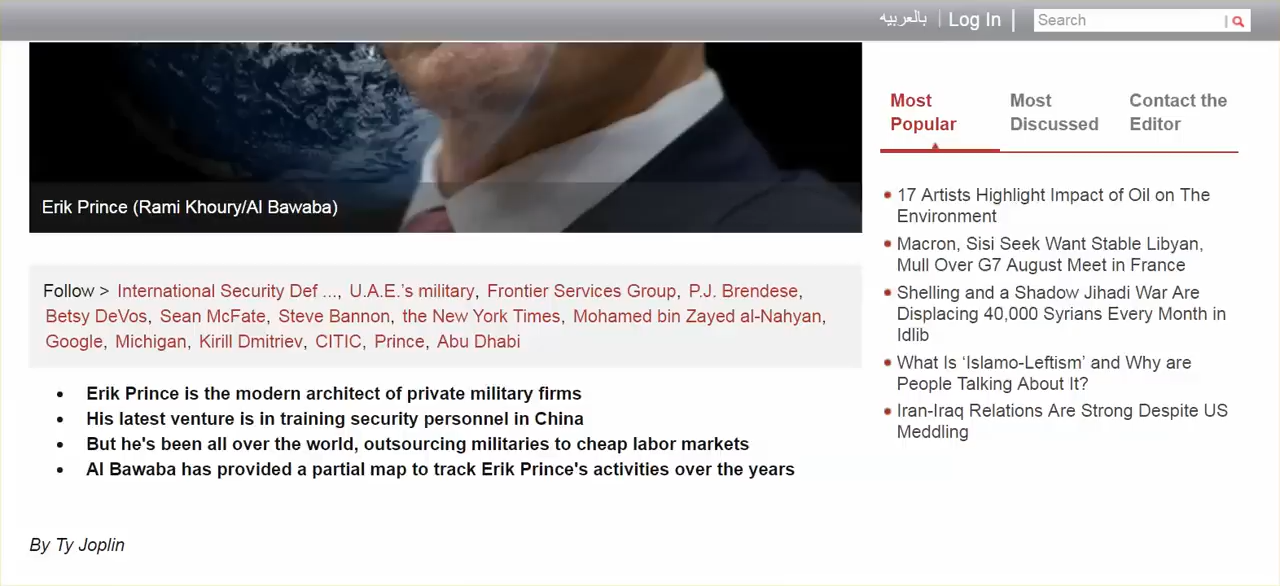 بالعربيه
Log In
Search
Erik Prince (Rami Khoury/Al Bawaba)
Follow > International Security Def ..., U.A.E.'s military, Frontier Services Group, P.J. Brendese,
Betsy DeVos, Sean McFate, Steve Bannon, the New York Times, Mohamed bin Zayed al-Nahyan,
Google, Michigan, Kirill Dmitriev, CITIC, Prince, Abu Dhabi
• Erik Prince is the modern architect of private military firms
• His latest venture is in training security personnel in China
• But he's been all over the world, outsourcing militaries to cheap labor markets
• Al Bawaba has provided a partial map to track Erik Prince's activities over the years
By Ty Joplin
Most
Popular
Most
Discussed
Contact the
Editor
17 Artists Highlight Impact of Oil on The
Environment
Macron, Sisi Seek Want Stable Libyan,
Mull Over G7 August Meet in France
Shelling and a Shadow Jihadi War Are
Displacing 40,000 Syrians Every Month in
Idlib
What Is ‘Islamo-Leftism’ and Why are
People Talking About It?
Iran-Iraq Relations Are Strong Despite US
Meddling